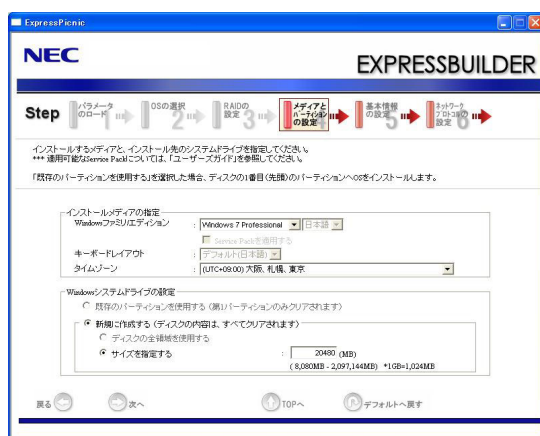 ExpressPicnic
NEC
EXPRESSBUILDER
Step
パラメータのロード 1
OSの選択 2
RAIDの設定 3
メディアとパーティションの設定 4
基本情報の設定 5
ネットワークプロトコルの設定 6
インストールするメディアと、インストール先のシステムドライブを指定してください。
*** 適用可能なService Packについては、「ユーザーズガイド」を参照してください。
「既存のパーティションを使用する」を選択した場合、ディスクの1番目(先頭)のパーティションへOSをインストールします。
インストールメディアの指定
Windowsファミリ/エディション : Windows 7 Professional 日本語
Service Packを適用する
キーボードレイアウト : デフォルト(日本語)
タイムゾーン : (UTC+09:00) 大阪、札幌、東京
Windowsシステムドライブの設定
既存のパーティションを使用する (第1パーティションのみクリアされます)
新規に作成する (ディスクの内容は、すべてクリアされます)
ディスクの全領域を使用する
サイズを指定する : 20480 (MB)
( 8,080MB - 2,097,144MB) *1GB=1,024MB
戻る 次へ TOPへ デフォルトへ戻す